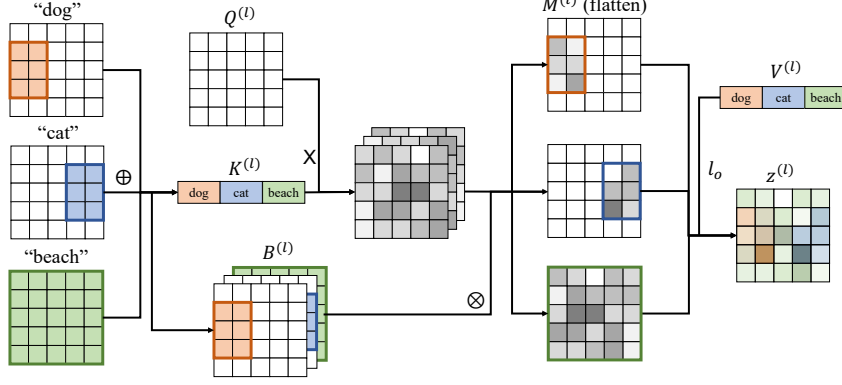 “dog”
Q^(l)
M^(l) (flatten)
“cat”
K^(l)
dog cat beach
X
⊕
V^(l)
dog cat beach
“beach”
B^(l)
⊗
l_o
z^(l)